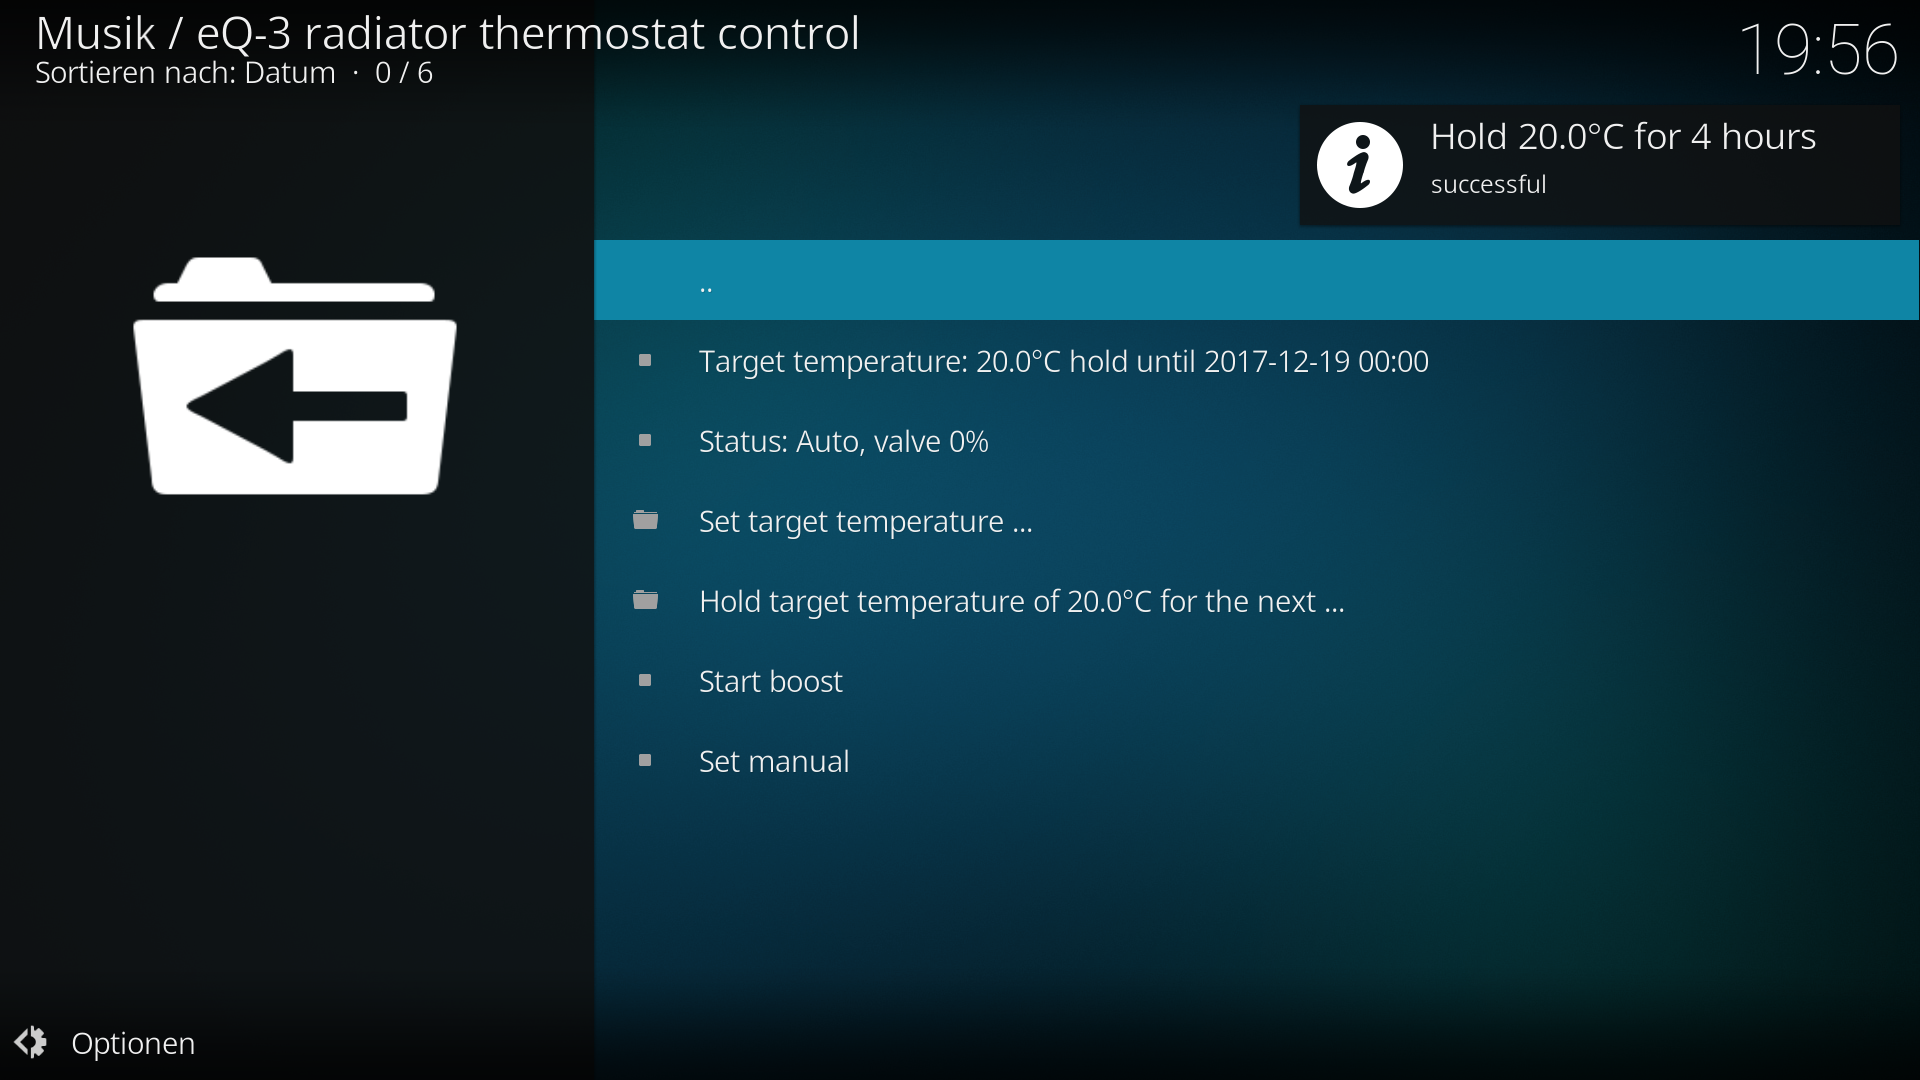 Musik / eQ-3 radiator thermostat control
Sortieren nach: Datum · 0 / 6
19:56
Hold 20.0°C for 4 hours
successful
..
Target temperature: 20.0°C hold until 2017-12-19 00:00
Status: Auto, valve 0%
Set target temperature ...
Hold target temperature of 20.0°C for the next ...
Start boost
Set manual
Optionen